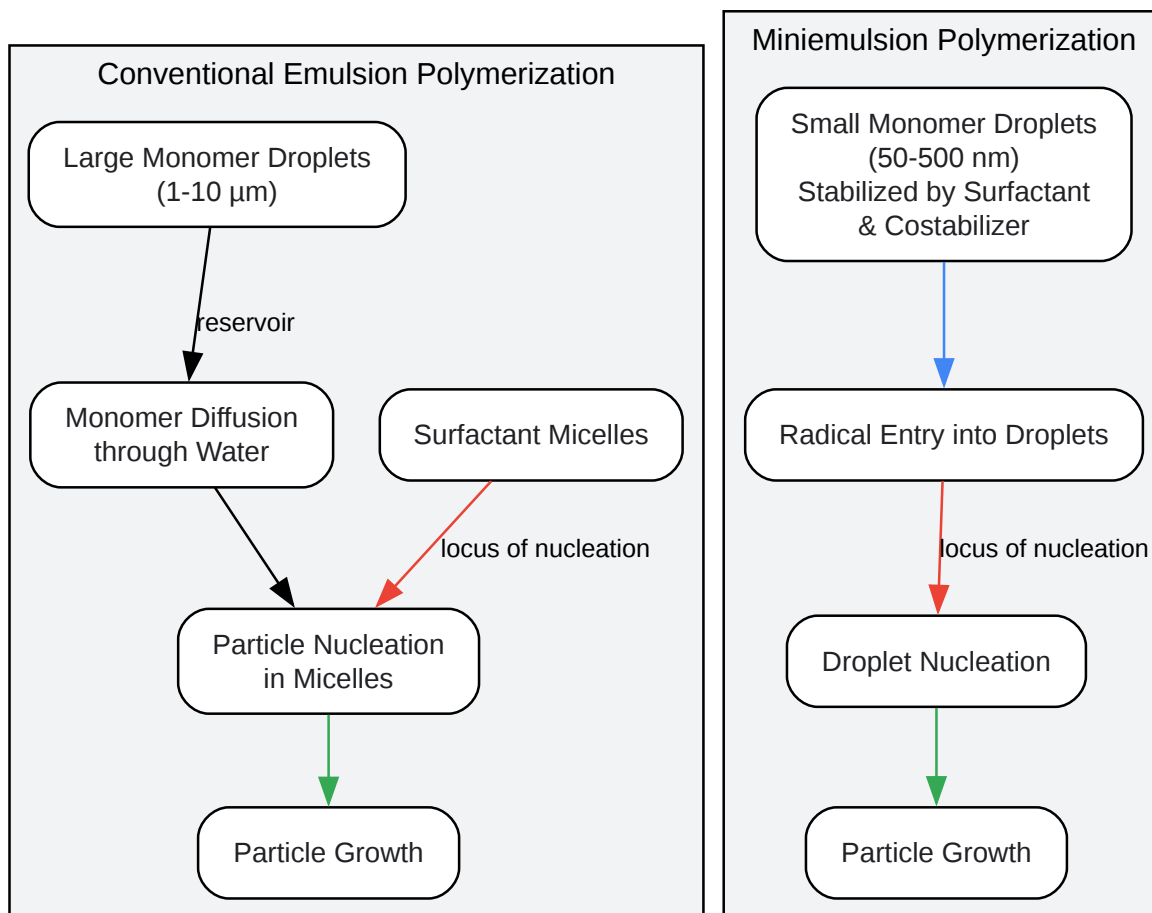 Conventional Emulsion Polymerization
Large Monomer Droplets
(1-10 µm)
reservoir
Monomer Diffusion
through Water
Surfactant Micelles
locus of nucleation
Particle Nucleation
in Micelles
Particle Growth
Miniemulsion Polymerization
Small Monomer Droplets
(50-500 nm)
Stabilized by Surfactant
& Costabilizer
Radical Entry into Droplets
locus of nucleation
Droplet Nucleation
Particle Growth